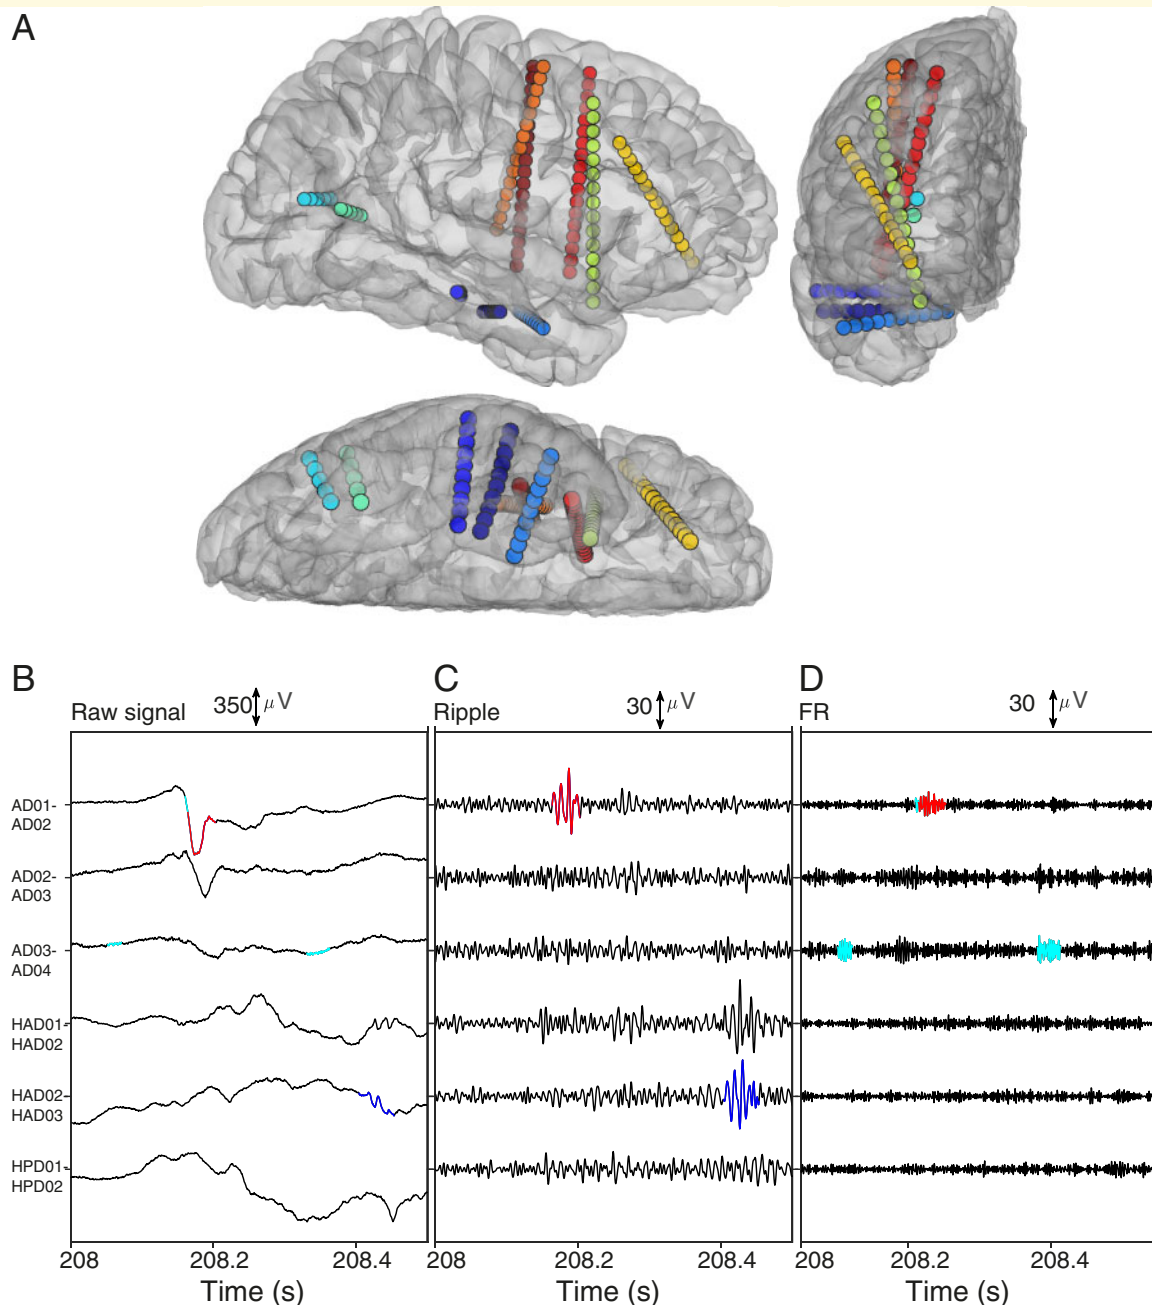 A
B
C
D
350 μV
30 μV
30 μV
Raw signal
Ripple
FR
AD01-
AD02
AD02-
AD03
AD03-
AD04
HAD01-
HAD02
HAD02-
HAD03
HPD01-
HPD02
208 208.2 208.4
208 208.2 208.4
208 208.2 208.4
Time (s)
Time (s)
Time (s)